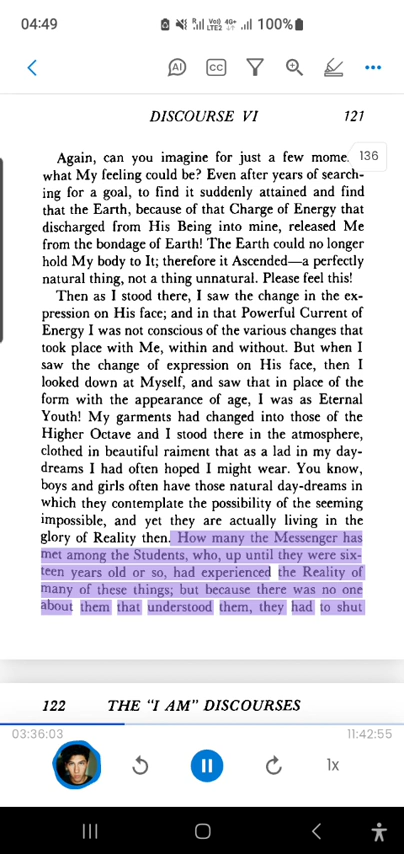 04:49
Vo)) 4G+
LTE2 100%
AI CC
DISCOURSE VI 121
136
Again, can you imagine for just a few mome
what My feeling could be? Even after years of search-
ing for a goal, to find it suddenly attained and find
that the Earth, because of that Charge of Energy that
discharged from His Being into mine, released Me
from the bondage of Earth! The Earth could no longer
hold My body to It; therefore it Ascended—a perfectly
natural thing, not a thing unnatural. Please feel this!
Then as I stood there, I saw the change in the ex-
pression on His face; and in that Powerful Current of
Energy I was not conscious of the various changes that
took place with Me, within and without. But when I
saw the change of expression on His face, then I
looked down at Myself, and saw that in place of the
form with the appearance of age, I was as Eternal
Youth! My garments had changed into those of the
Higher Octave and I stood there in the atmosphere,
clothed in beautiful raiment that as a lad in my day-
dreams I had often hoped I might wear. You know,
boys and girls often have those natural day-dreams in
which they contemplate the possibility of the seeming
impossible, and yet they are actually living in the
glory of Reality then. How many the Messenger has
met among the Students, who, up until they were six-
teen years old or so, had experienced the Reality of
many of these things; but because there was no one
about them that understood them, they had to shut
122 THE “I AM” DISCOURSES
03:36:03 11:42:55
1x